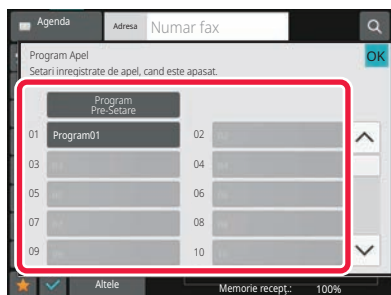 Agenda
Adresa
Numar fax
Program Apel
OK
Setari inregistrate de apel, cand este apasat.
Program
Pre-Setare
01 Program01
02
03
04
05
06
07
08
09
10
Altele
Memorie recepţ.: 100%